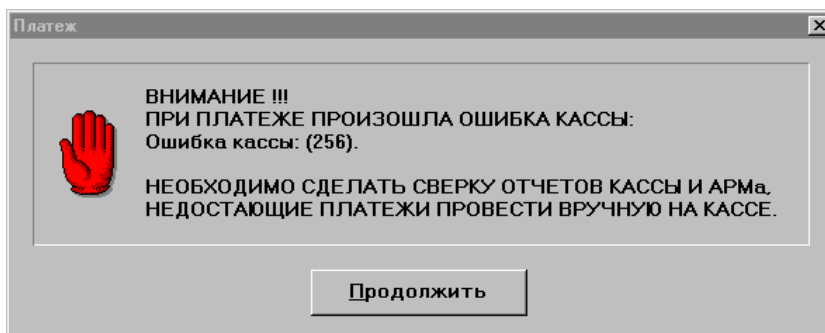 Платеж
ВНИМАНИЕ !!!
ПРИ ПЛАТЕЖЕ ПРОИЗОШЛА ОШИБКА КАССЫ:
Ошибка кассы: (256).
НЕОБХОДИМО СДЕЛАТЬ СВЕРКУ ОТЧЕТОВ КАССЫ И АРМа,
НЕДОСТАЮЩИЕ ПЛАТЕЖИ ПРОВЕСТИ ВРУЧНУЮ НА КАССЕ.
Продолжить